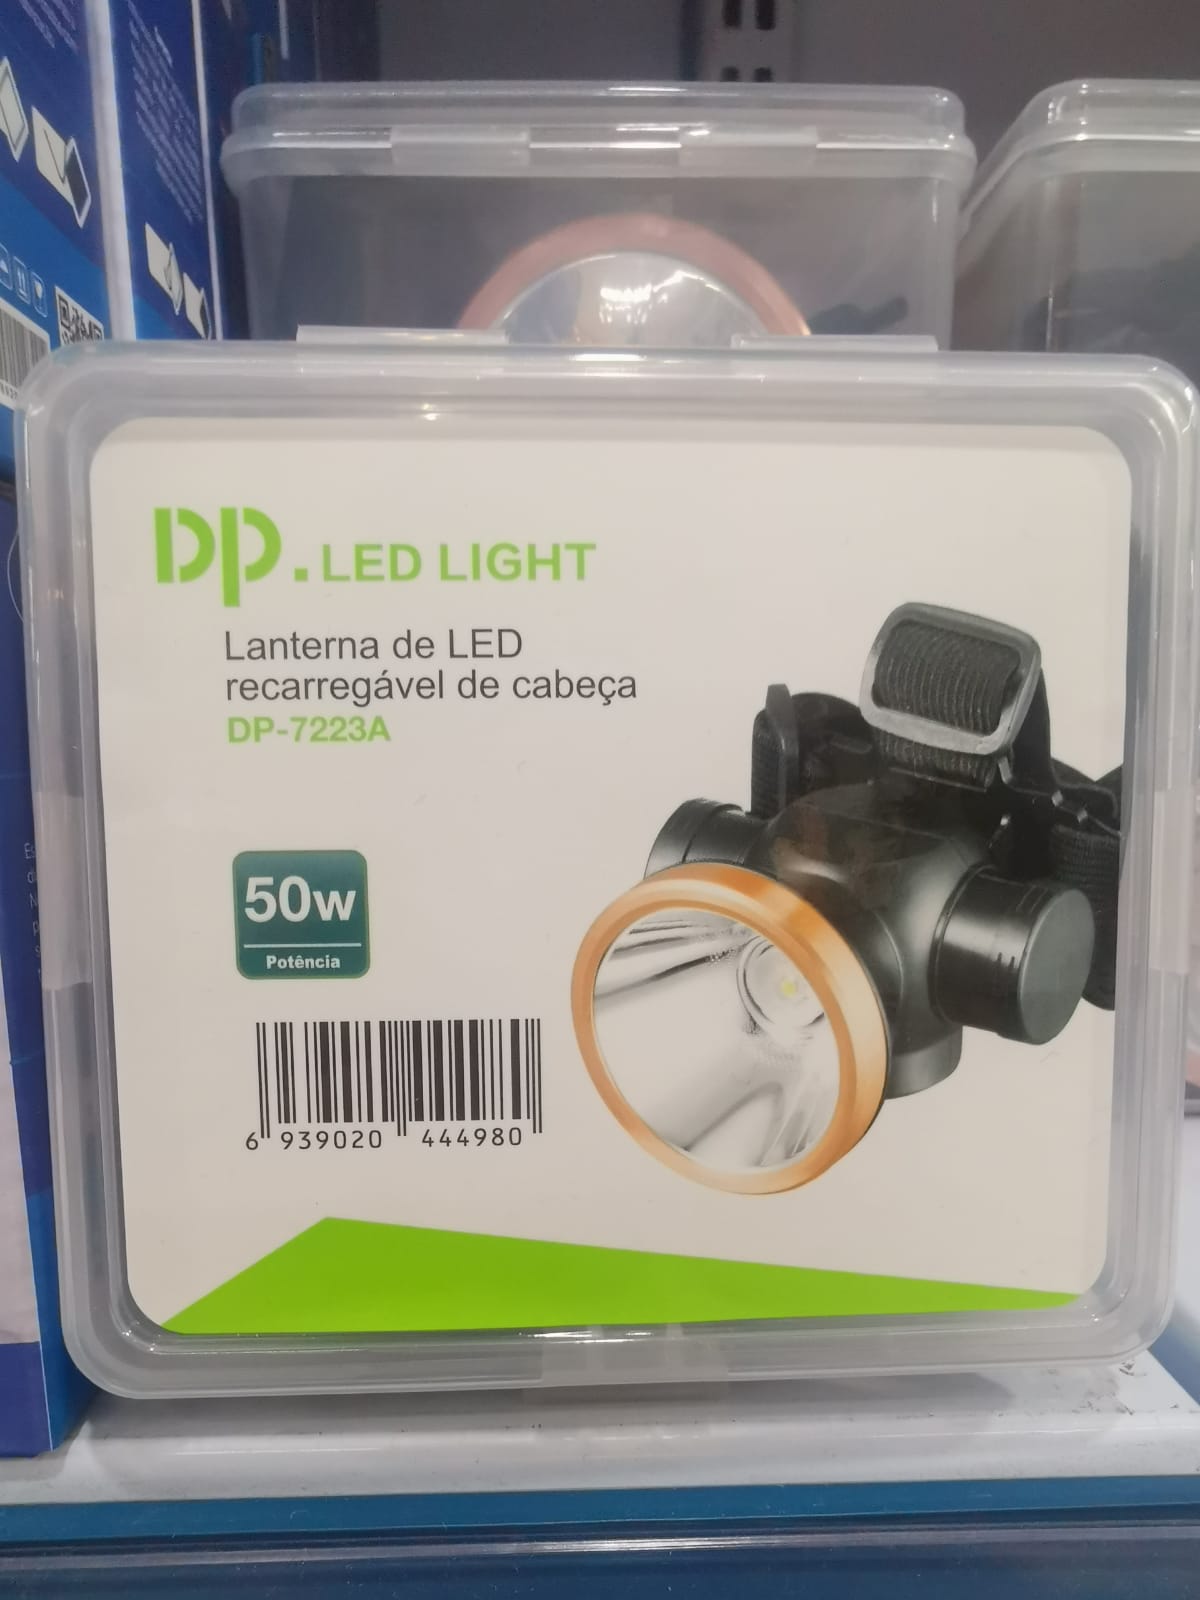 DP. LED LIGHT
Lanterna de LED
recarregável de cabeça
DP-7223A
50w
Potência
6 939020 444980